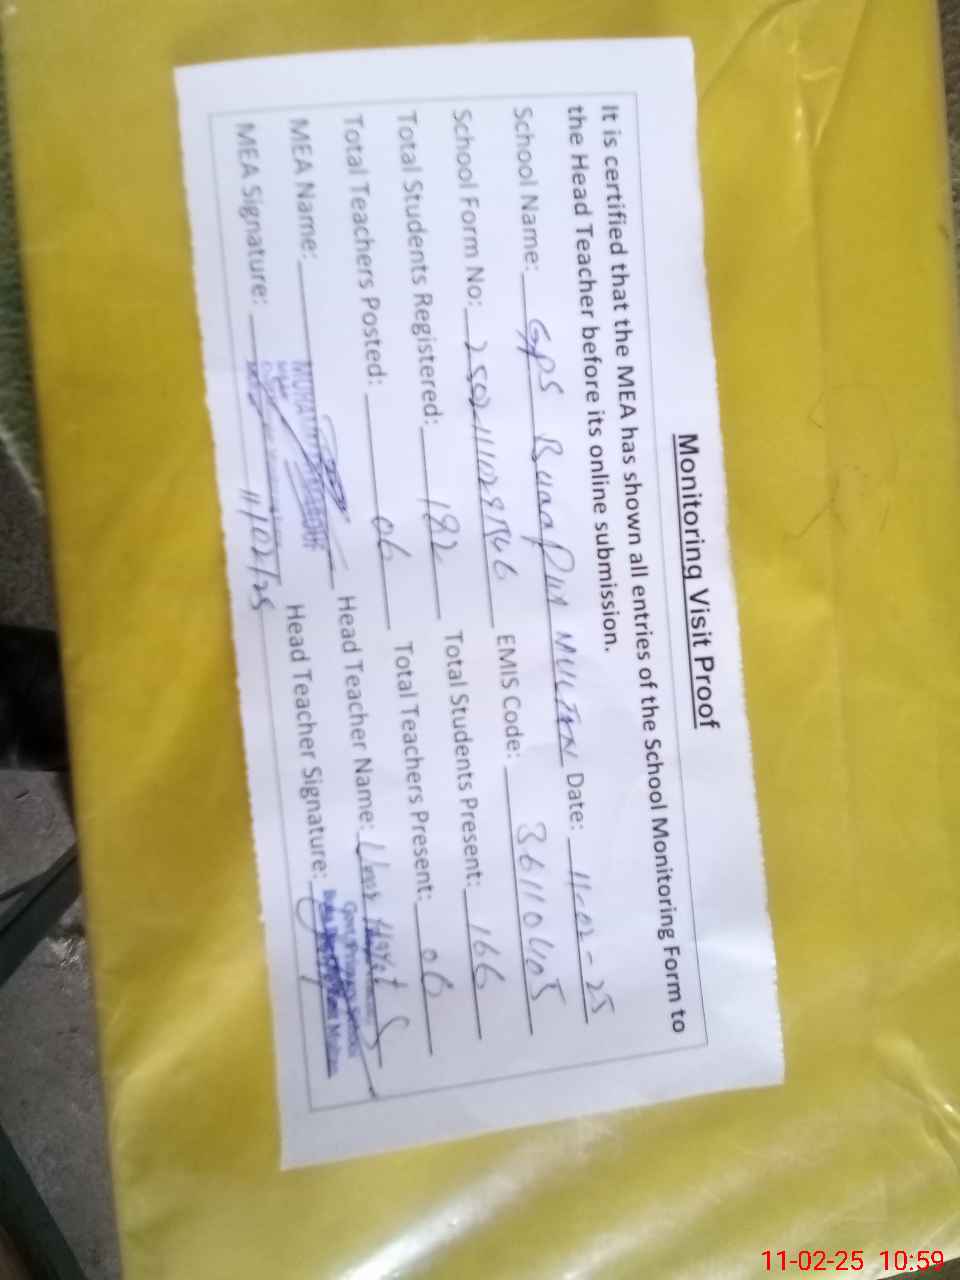 Monitoring Visit Proof
It is certified that the MEA has shown all entries of the School Monitoring Form to
the Head Teacher before its online submission.
School Name: GPS MULTAN Date: 11-02-25
School Form No: EMIS Code: 36110405
Total Students Registered: 182 Total Students Present: 166
Total Teachers Posted: 06 Total Teachers Present: 06
MEA Name: Head Teacher Name: Hayat
MEA Signature: 11/02/25 Head Teacher Signature:
11-02-25 10:59